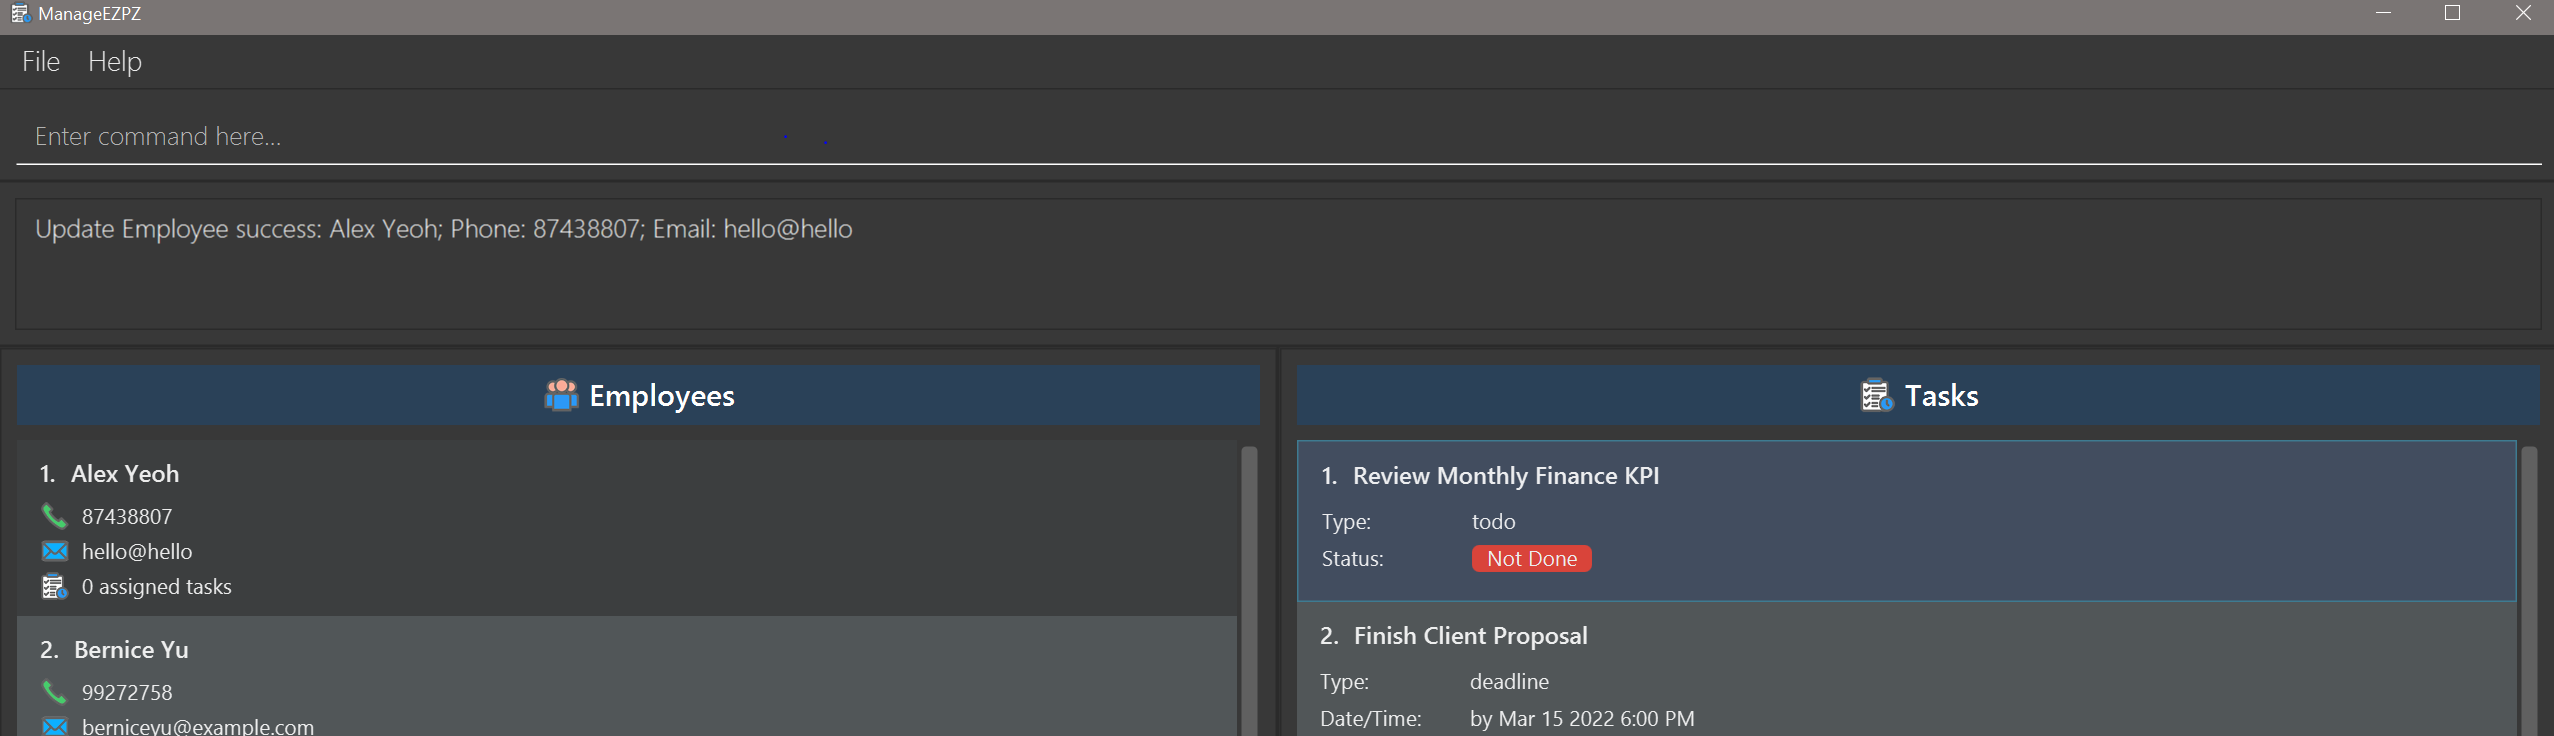 ManageEZPZ
File Help
Enter command here...
Update Employee success: Alex Yeoh; Phone: 87438807; Email: hello@hello
Employees
1. Alex Yeoh
87438807
hello@hello
0 assigned tasks
2. Bernice Yu
99272758
berniceyu@example.com
Tasks
1. Review Monthly Finance KPI
Type: todo
Status: Not Done
2. Finish Client Proposal
Type: deadline
Date/Time: by Mar 15 2022 6:00 PM